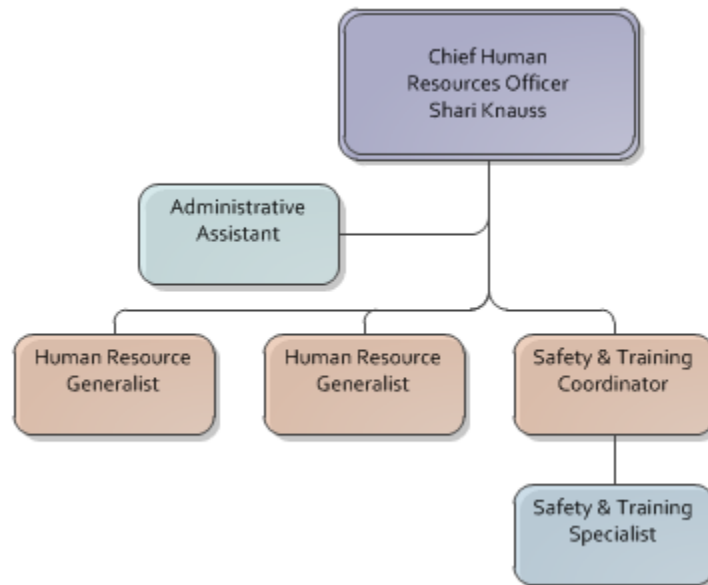 Chief Human
Resources Officer
Shari Knauss
Administrative
Assistant
Human Resource
Generalist
Human Resource
Generalist
Safety & Training
Coordinator
Safety & Training
Specialist